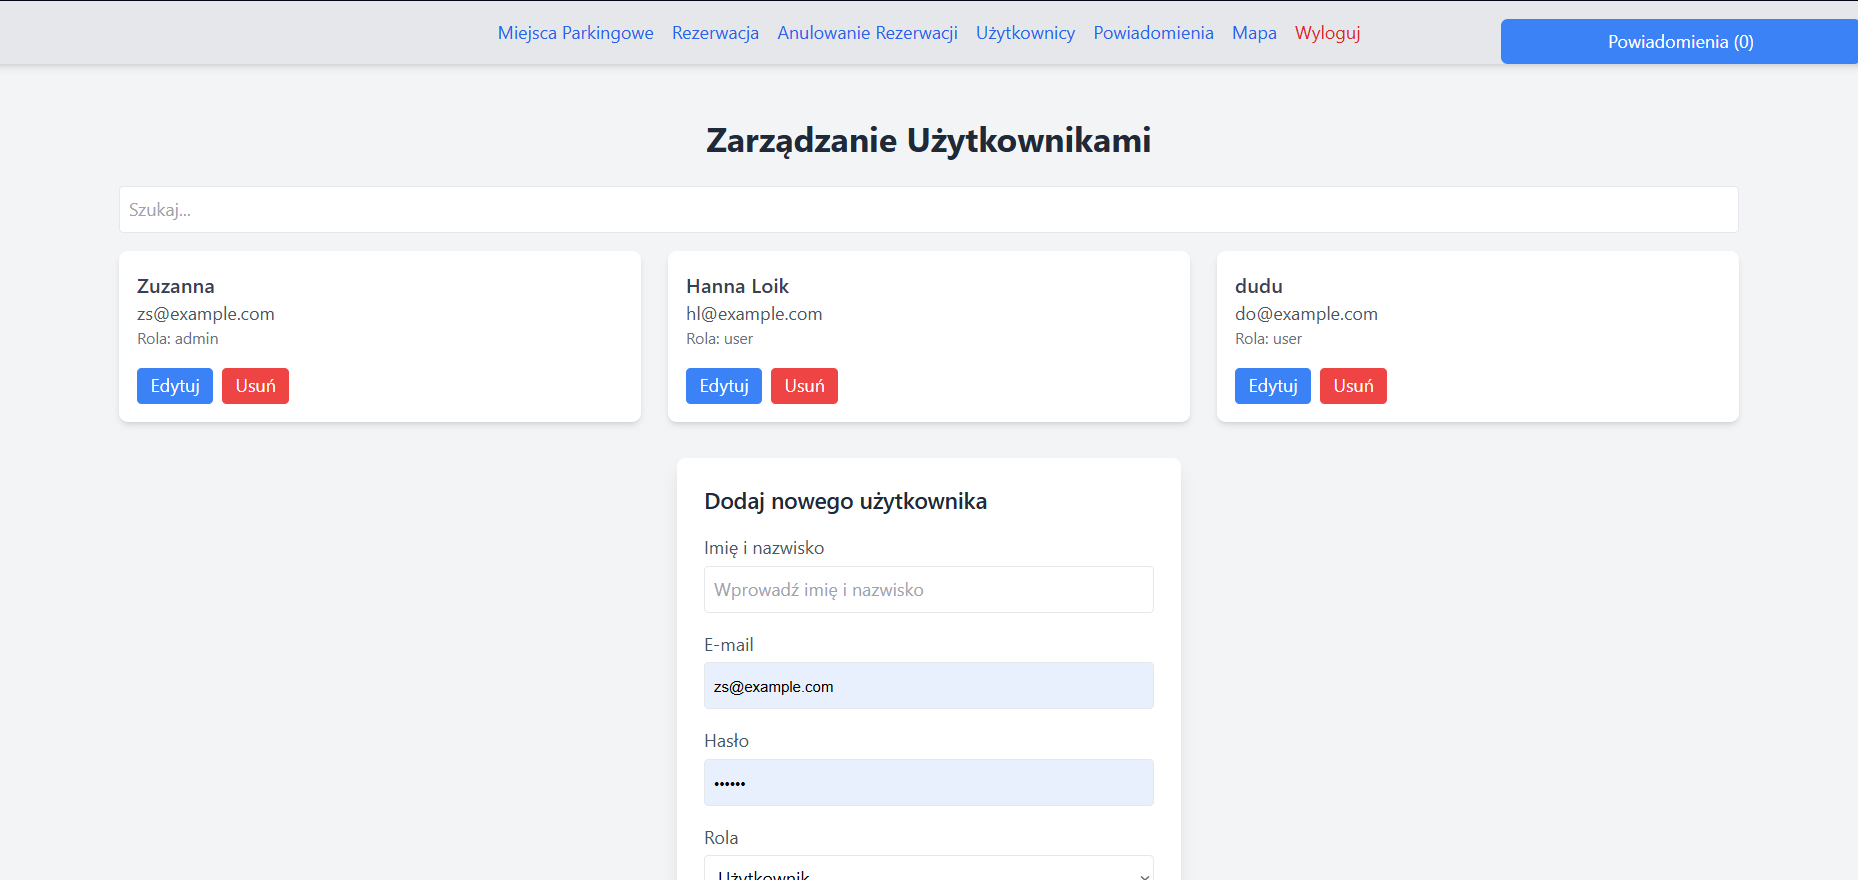 Miejsca Parkingowe Rezerwacja Anulowanie Rezerwacji Użytkownicy Powiadomienia Mapa Wyloguj Powiadomienia (0)
Zarządzanie Użytkownikami
Szukaj...
Zuzanna
zs@example.com
Rola: admin
Edytuj Usuń
Hanna Loik
hl@example.com
Rola: user
Edytuj Usuń
dudu
do@example.com
Rola: user
Edytuj Usuń
Dodaj nowego użytkownika
Imię i nazwisko
Wprowadź imię i nazwisko
E-mail
zs@example.com
Hasło
••••••
Rola
Użytkownik